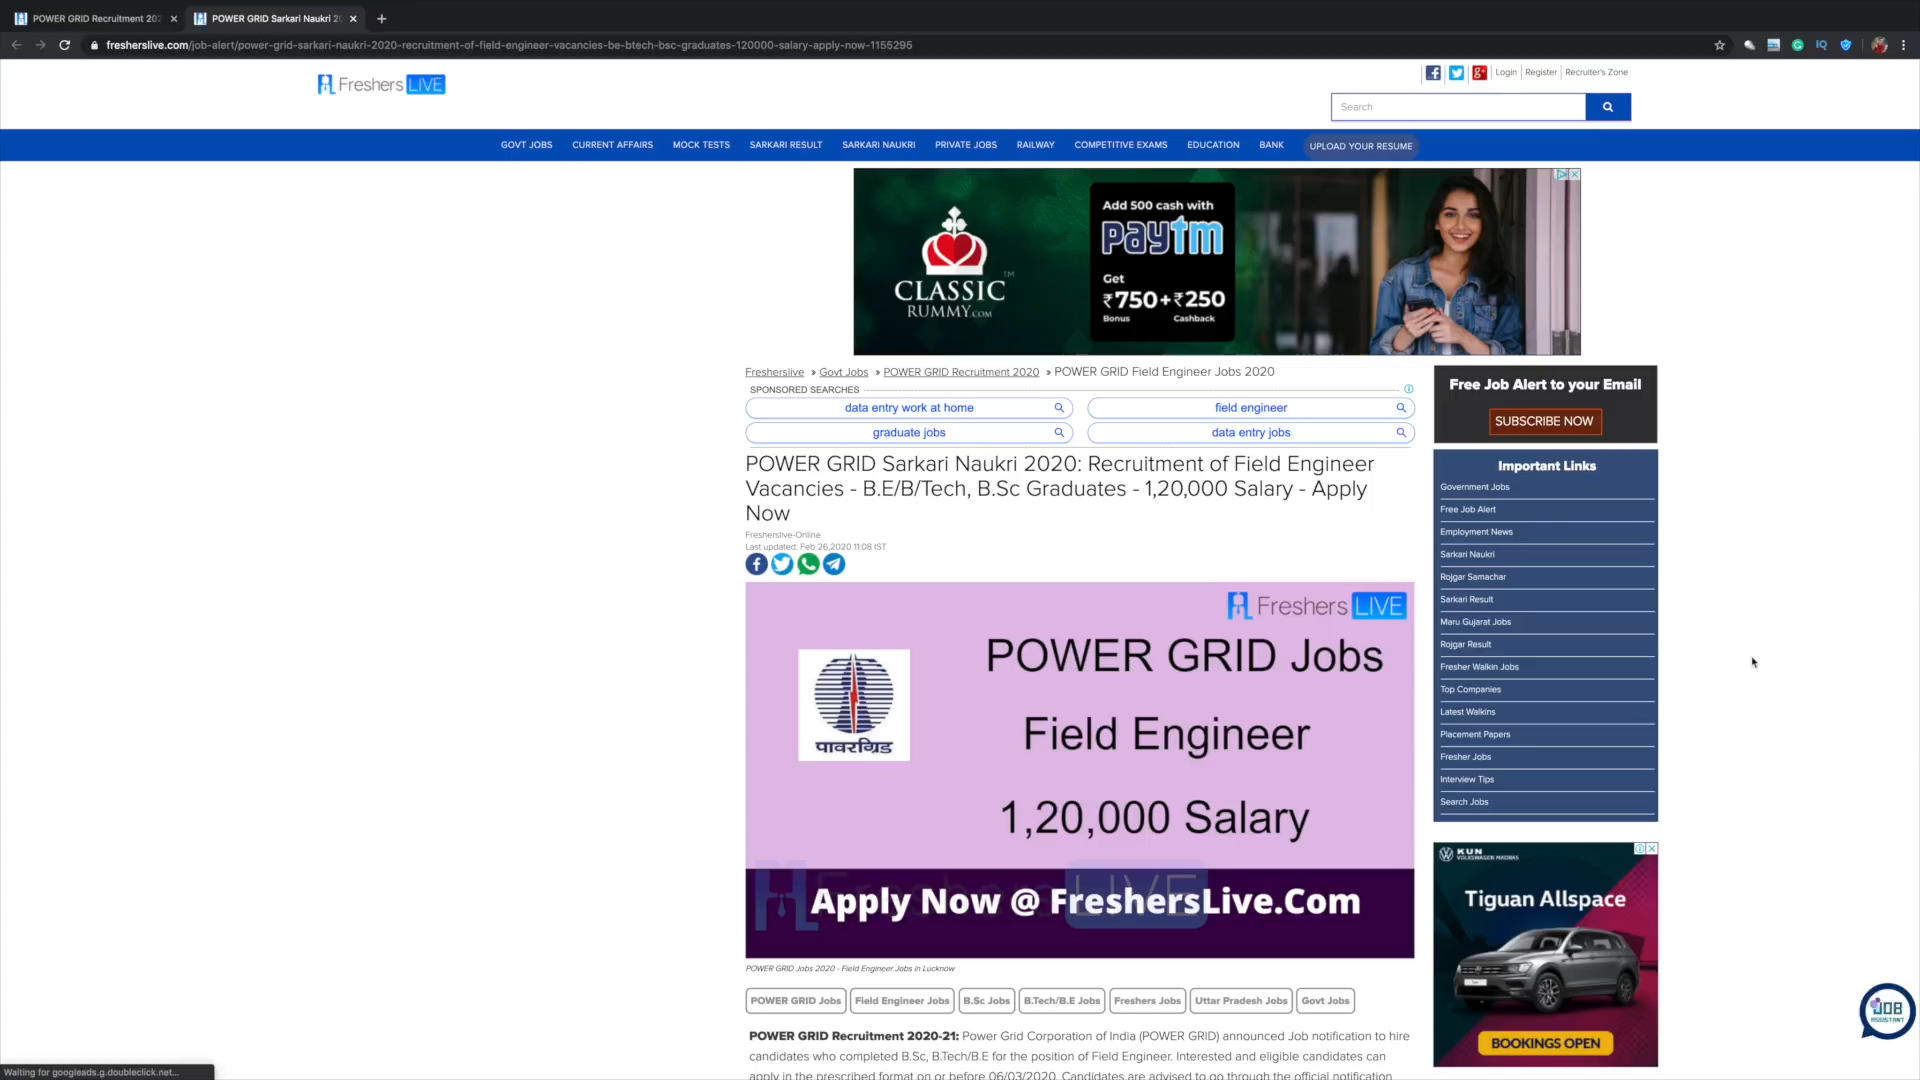 POWER GRID Recruitment 202
POWER GRID Sarkari Naukri 20
fresherslive.com/job-alert/power-grid-sarkari-naukri-2020-recruitment-of-field-engineer-vacancies-be-btech-bsc-graduates-120000-salary-apply-now-1155295
Freshers LIVE
Login Register Recruiter's Zone
Search
GOVT JOBS CURRENT AFFAIRS MOCK TESTS SARKARI RESULT SARKARI NAUKRI PRIVATE JOBS RAILWAY COMPETITIVE EXAMS EDUCATION BANK UPLOAD YOUR RESUME
CLASSIC
RUMMY.COM
TM
Add 500 cash with
paytm
Get
₹750+₹250
Bonus Cashback
Fresherslive » Govt Jobs » POWER GRID Recruitment 2020 » POWER GRID Field Engineer Jobs 2020
SPONSORED SEARCHES
data entry work at home
field engineer
graduate jobs
data entry jobs
POWER GRID Sarkari Naukri 2020: Recruitment of Field Engineer
Vacancies - B.E/B/Tech, B.Sc Graduates - 1,20,000 Salary - Apply
Now
Fresherslive-Online
Last updated: Feb 26,2020 11:08 IST
Freshers LIVE
POWER GRID Jobs
Field Engineer
1,20,000 Salary
पावरग्रिड
Apply Now @ FreshersLive.Com
POWER GRID Jobs 2020 - Field Engineer Jobs in Lucknow
POWER GRID Jobs Field Engineer Jobs B.Sc Jobs B.Tech/B.E Jobs Freshers Jobs Uttar Pradesh Jobs Govt Jobs
POWER GRID Recruitment 2020-21: Power Grid Corporation of India (POWER GRID) announced Job notification to hire
candidates who completed B.Sc, B.Tech/B.E for the position of Field Engineer. Interested and eligible candidates can
apply in the prescribed format on or before 06/03/2020. Candidates are advised to go through the official notification
Free Job Alert to your Email
SUBSCRIBE NOW
Important Links
Government Jobs
Free Job Alert
Employment News
Sarkari Naukri
Rojgar Samachar
Sarkari Result
Maru Gujarat Jobs
Rojgar Result
Fresher Walkin Jobs
Top Companies
Latest Walkins
Placement Papers
Fresher Jobs
Interview Tips
Search Jobs
KUN
VOLKSWAGEN MADRAS
Tiguan Allspace
BOOKINGS OPEN
JOB
ASSISTANT
Waiting for googleads.g.doubleclick.net...